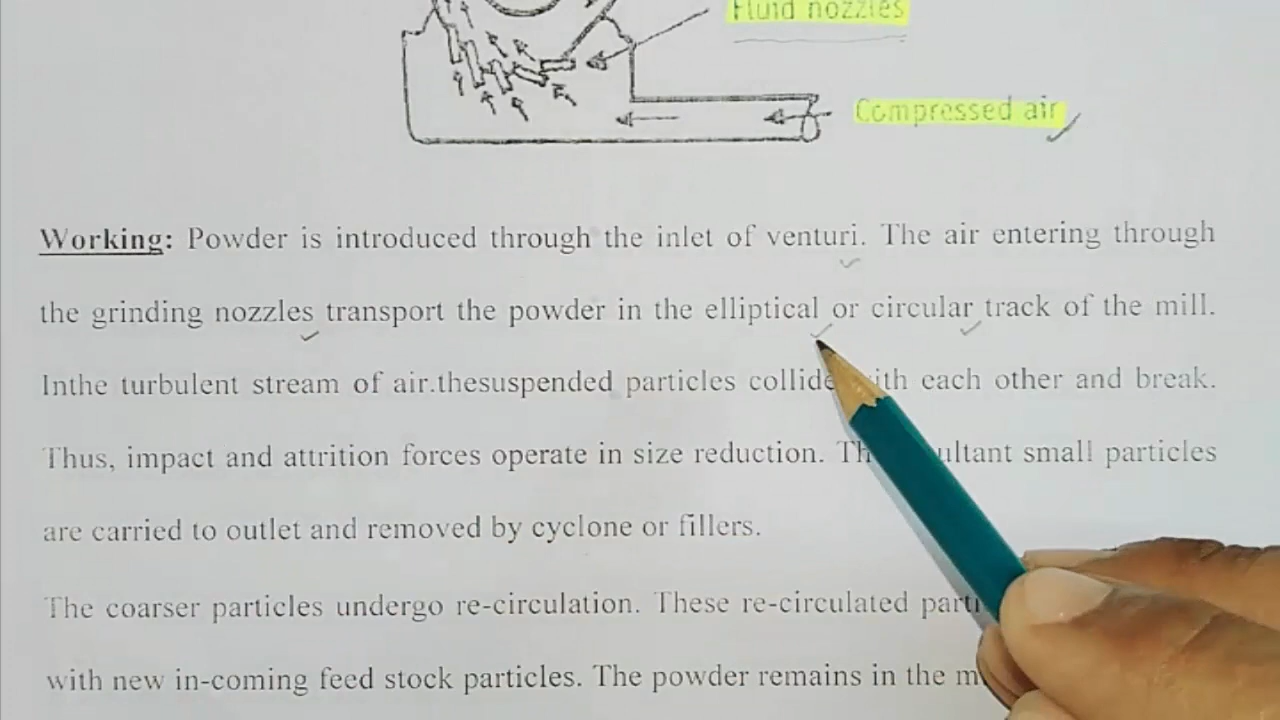 Fluid nozzles
Compressed air
Working: Powder is introduced through the inlet of venturi. The air entering through
the grinding nozzles transport the powder in the elliptical or circular track of the mill.
Inthe turbulent stream of air.thesuspended particles collide with each other and break.
Thus, impact and attrition forces operate in size reduction. The resultant small particles
are carried to outlet and removed by cyclone or fillers.
The coarser particles undergo re-circulation. These re-circulated
with new in-coming feed stock particles. The powder remains in the